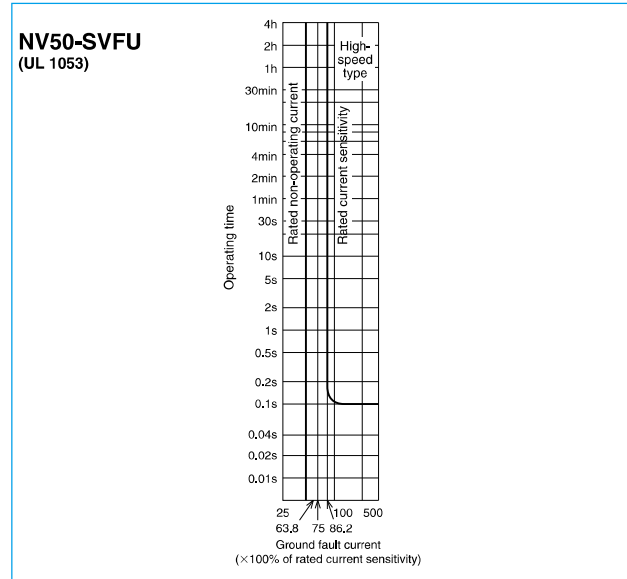 NV50-SVFU
(UL 1053)
High-
speed
type
Rated non-operating current
Rated current sensitivity
Operating time
4h
2h
1h
30min
10min
4min
2min
1min
30s
10s
5s
2s
1s
0.5s
0.2s
0.1s
0.04s
0.02s
0.01s
25 100 500
63.8 75 86.2
Ground fault current
(×100% of rated current sensitivity)